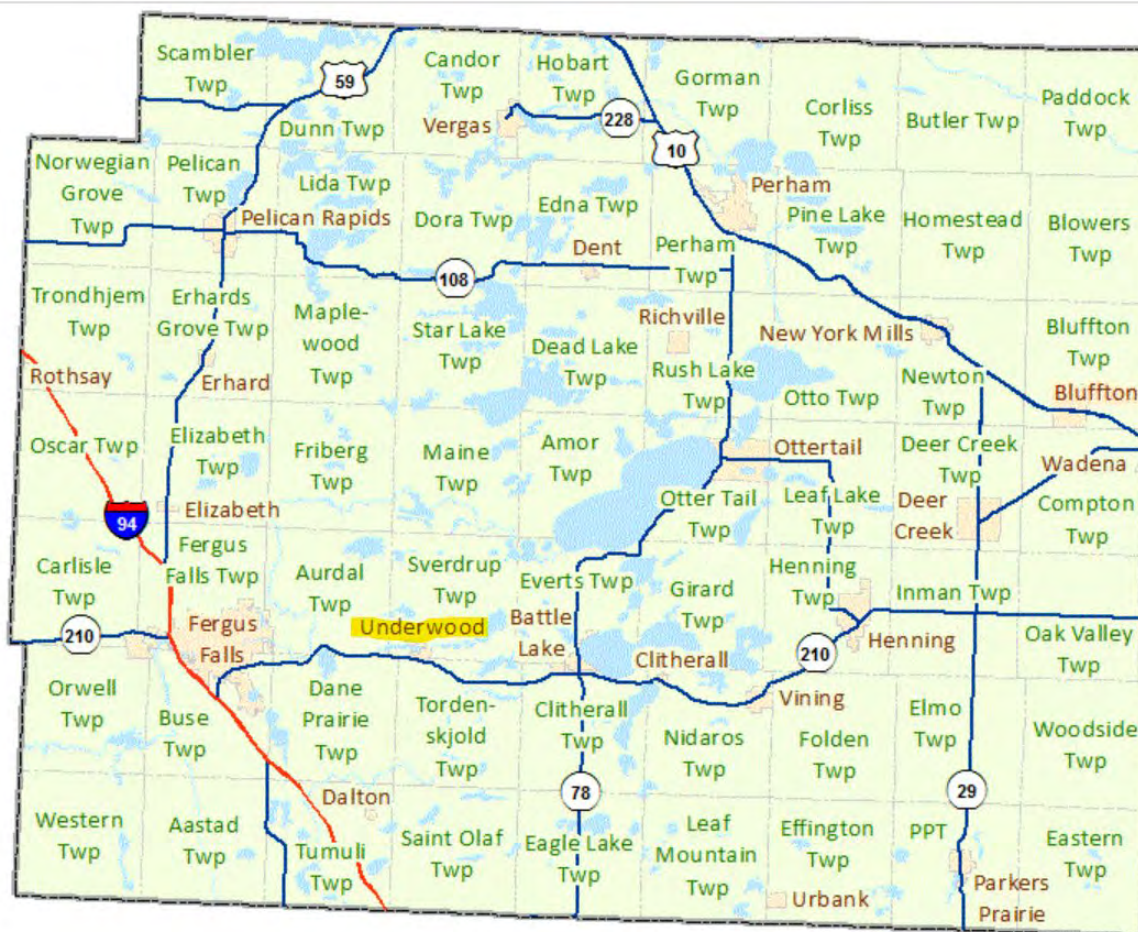 Scambler
Twp
59
Candor
Twp
Hobart
Twp
Gorman
Twp
Corliss
Twp
Butler Twp
Paddock
Twp
Dunn Twp
Vergas
228
10
Norwegian
Grove
Twp
Pelican
Twp
Lida Twp
Pelican Rapids
Dora Twp
Edna Twp
Dent
Perham
Perham
Twp
Pine Lake
Twp
Homestead
Twp
Blowers
Twp
108
Trondhjem
Twp
Erhards
Grove Twp
Maple-
wood
Twp
Star Lake
Twp
Dead Lake
Twp
Richville
Rush Lake
Twp
New York Mills
Otto Twp
Newton
Twp
Bluffton
Twp
Bluffton
Rothsay
Erhard
Oscar Twp
Elizabeth
Twp
Friberg
Twp
Maine
Twp
Amor
Twp
Ottertail
Deer Creek
Twp
Wadena
94
Elizabeth
Otter Tail
Twp
Leaf Lake
Twp
Deer
Creek
Compton
Twp
Carlisle
Twp
Fergus
Falls Twp
Aurdal
Twp
Sverdrup
Twp
Everts Twp
Girard
Twp
Henning
Twp
Inman Twp
210
Fergus
Falls
Underwood
Battle
Lake
Clitherall
210
Henning
Oak Valley
Twp
Orwell
Twp
Buse
Twp
Dane
Prairie
Twp
Torden-
skjold
Twp
Clitherall
Twp
Nidaros
Twp
Vining
Folden
Twp
Elmo
Twp
Woodside
Twp
Dalton
78
29
Western
Twp
Aastad
Twp
Tumuli
Twp
Saint Olaf
Twp
Eagle Lake
Twp
Leaf
Mountain
Twp
Effington
Twp
PPT
Eastern
Twp
Urbank
Parkers
Prairie